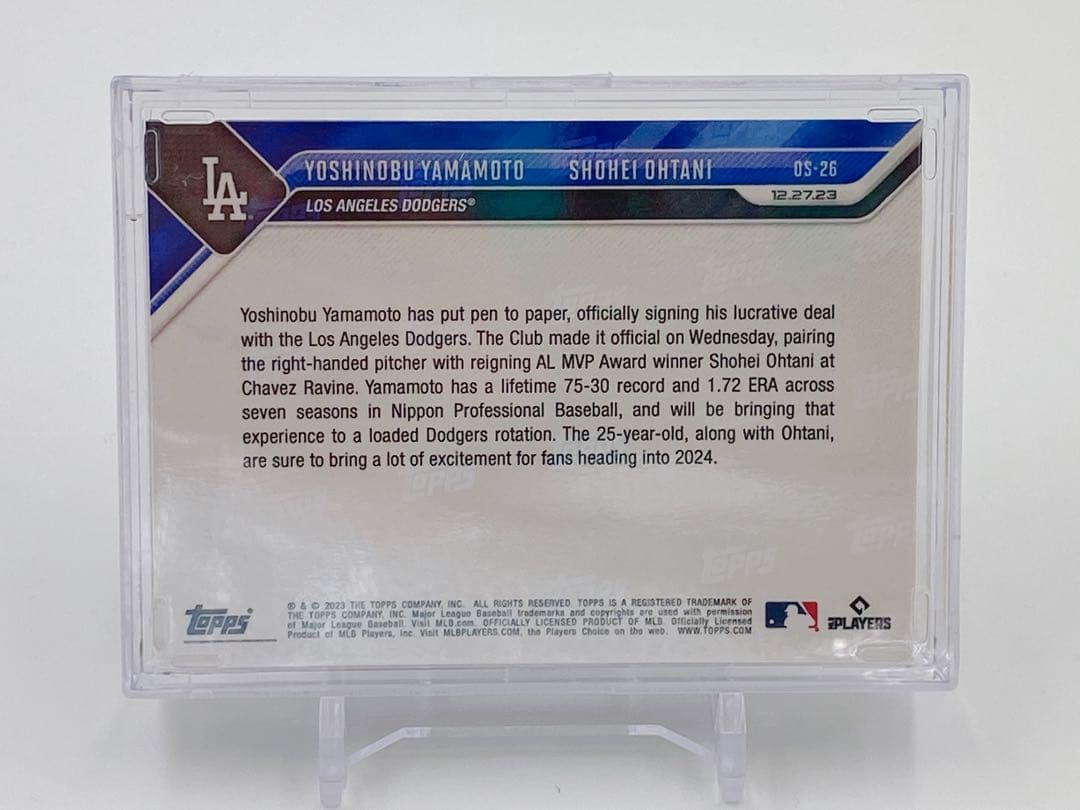 LA
YOSHINOBU YAMAMOTO SHOHEI OHTANI OS-26
LOS ANGELES DODGERS® 12.27.23
Yoshinobu Yamamoto has put pen to paper, officially signing his lucrative deal
with the Los Angeles Dodgers. The Club made it official on Wednesday, pairing
the right-handed pitcher with reigning AL MVP Award winner Shohei Ohtani at
Chavez Ravine. Yamamoto has a lifetime 75-30 record and 1.72 ERA across
seven seasons in Nippon Professional Baseball, and will be bringing that
experience to a loaded Dodgers rotation. The 25-year-old, along with Ohtani,
are sure to bring a lot of excitement for fans heading into 2024.
topps
topps
topps
® & © 2023 THE TOPPS COMPANY, INC. ALL RIGHTS RESERVED. TOPPS IS A REGISTERED TRADEMARK OF
THE TOPPS COMPANY, INC. Major League Baseball trademarks and copyrights are used with permission
of Major League Baseball. Visit MLB.com. OFFICIALLY LICENSED PRODUCT OF MLB. Officially Licensed
Product of MLB Players, Inc. Visit MLBPLAYERS.COM, the Players Choice on the web. WWW.TOPPS.COM
PLAYERS